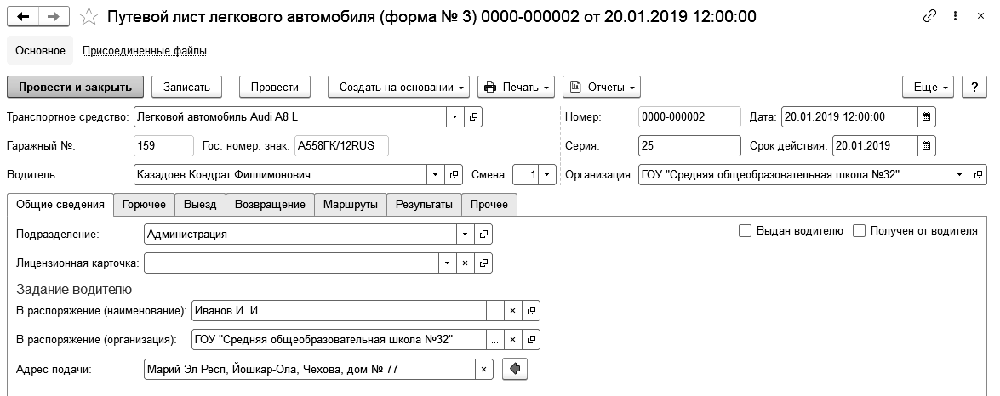 Путевой лист легкового автомобиля (форма № 3) 0000-000002 от 20.01.2019 12:00:00
Основное Присоединенные файлы
Провести и закрыть Записать Провести Создать на основании Печать Отчеты Еще ?
Транспортное средство: Легковой автомобиль Audi A8 L Номер: 0000-000002 Дата: 20.01.2019 12:00:00
Гаражный №: 159 Гос. номер. знак: А558ГК/12RUS Серия: 25 Срок действия: 20.01.2019
Водитель: Казадоев Кондрат Филлимонович Смена: 1 Организация: ГОУ "Средняя общеобразовательная школа №32"
Общие сведения Горючее Выезд Возвращение Маршруты Результаты Прочее
Подразделение: Администрация Выдан водителю Получен от водителя
Лицензионная карточка:
Задание водителю
В распоряжение (наименование): Иванов И. И. ...
В распоряжение (организация): ГОУ "Средняя общеобразовательная школа №32" ...
Адрес подачи: Марий Эл Респ, Йошкар-Ола, Чехова, дом № 77